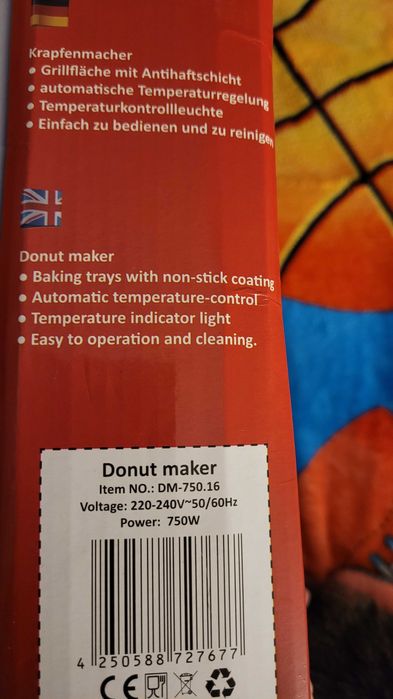 Krapfenmacher
• Grillfläche mit Antihaftschicht
• automatische Temperaturregelung
• Temperaturkontrollleuchte
• Einfach zu bedienen und zu reinigen
Donut maker
• Baking trays with non-stick coating
• Automatic temperature-control
• Temperature indicator light
• Easy to operation and cleaning.
Donut maker
Item NO.: DM-750.16
Voltage: 220-240V~50/60Hz
Power: 750W
4 250588 727677
CE